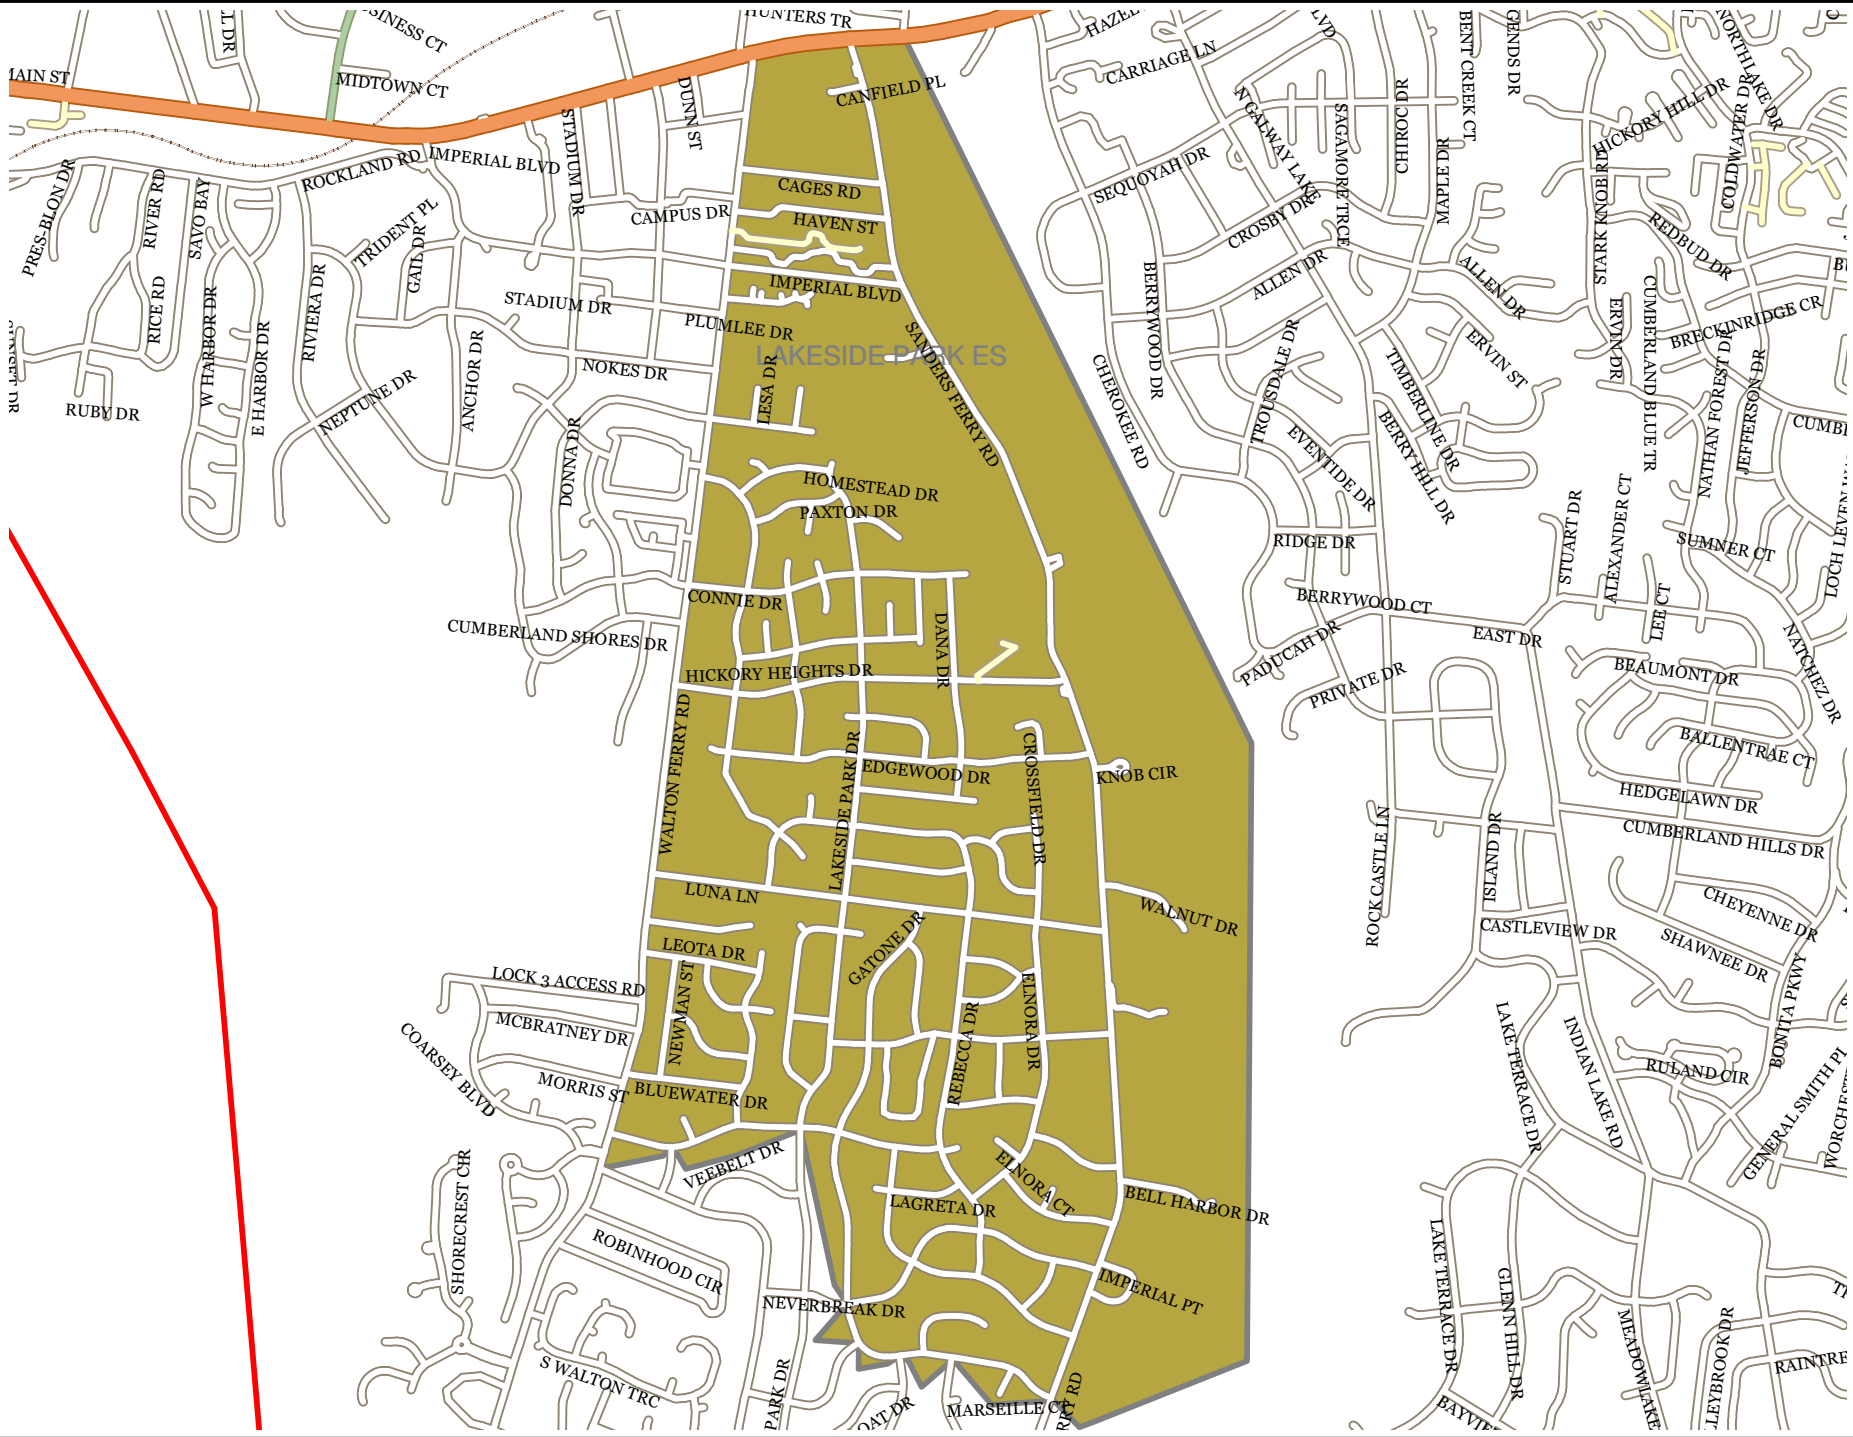 HUNTERS TR
MIDTOWN CT
CARRIAGE LN
CANFIELD PL
DUNN ST
STADIUM DR
ROCKLAND RD
IMPERIAL BLVD
BENT CREEK CT
CHIROC DR
MAPLE DR
SAGAMORE TRCE
N GALWAY LAKE
HICKORY HILL DR
NORTHLAKE DR
COLDWATER DR
SEQUOYAH DR
CROSBY DR
ALLEN DR
ALLEN DR
STARK KNOB RD
REDBUD DR
PRES-BLON DR
RIVER RD
SAVO BAY
TRIDENT PL
GAIL DR
CAMPUS DR
CAGES RD
HAVEN ST
IMPERIAL BLVD
STADIUM DR
PLUMLEE DR
LAKESIDE PARK ES
SANDERS FERRY RD
RICE RD
W HARBOR DR
E HARBOR DR
RIVIERA DR
NEPTUNE DR
ANCHOR DR
NOKES DR
LESA DR
RUBY DR
DONNA DR
BERRYWOOD DR
CHEROKEE RD
TROUSDALE DR
EVENTIDE DR
TIMBERLINE DR
BERRY HILL DR
ERVIN ST
ERVIN DR
CUMBERLAND BLUE TR
BRECKINRIDGE CR
NATHAN FOREST DR
JEFFERSON DR
HOMESTEAD DR
PAXTON DR
RIDGE DR
STUART DR
ALEXANDER CT
SUMNER CT
LEE CT
CONNIE DR
CUMBERLAND SHORES DR
DANA DR
BERRYWOOD CT
EAST DR
PADUCAH DR
PRIVATE DR
BEAUMONT DR
NATCHEZ DR
HICKORY HEIGHTS DR
WALTON FERRY RD
LAKESIDE PARK DR
EDGEWOOD DR
CROSSFIELD DR
KNOB CIR
BALLENTRAE CT
HEDGELAWN DR
CUMBERLAND HILLS DR
ROCK CASTLE LN
ISLAND DR
CASTLEVIEW DR
CHEYENNE DR
SHAWNEE DR
BONITA PKWY
LUNA LN
WALNUT DR
GATONE DR
LEOTA DR
NEWMAN ST
LOCK 3 ACCESS RD
MCBRATNEY DR
COARSEY BLVD
MORRIS ST
BLUEWATER DR
REBECCA DR
ELNORA DR
LAKE TERRACE DR
INDIAN LAKE RD
RULAND CIR
GENERAL SMITH PL
VEEBELT DR
ELNORA CT
LAGRETA DR
BELL HARBOR DR
SHORECREST CIR
ROBINHOOD CIR
NEVERBREAK DR
IMPERIAL PT
LAKE TERRACE DR
GLENN HILL DR
S WALTON TRC
PARK DR
MARSEILLE CT